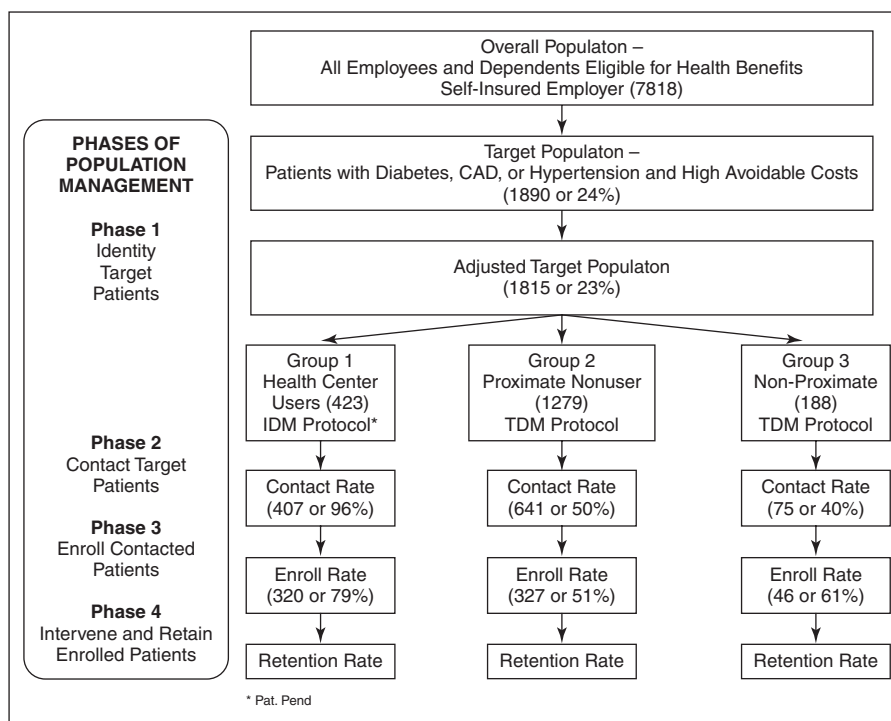 Overall Populaton –
All Employees and Dependents Eligible for Health Benefits
Self-Insured Employer (7818)
PHASES OF
POPULATION
MANAGEMENT
Phase 1
Identity
Target
Patients
Phase 2
Contact Target
Patients
Phase 3
Enroll Contacted
Patients
Phase 4
Intervene and Retain
Enrolled Patients
Target Populaton –
Patients with Diabetes, CAD, or Hypertension and High Avoidable Costs
(1890 or 24%)
Adjusted Target Populaton
(1815 or 23%)
Group 1
Health Center
Users (423)
IDM Protocol*
Group 2
Proximate Nonuser
(1279)
TDM Protocol
Group 3
Non-Proximate
(188)
TDM Protocol
Contact Rate
(407 or 96%)
Contact Rate
(641 or 50%)
Contact Rate
(75 or 40%)
Enroll Rate
(320 or 79%)
Enroll Rate
(327 or 51%)
Enroll Rate
(46 or 61%)
Retention Rate
Retention Rate
Retention Rate
* Pat. Pend